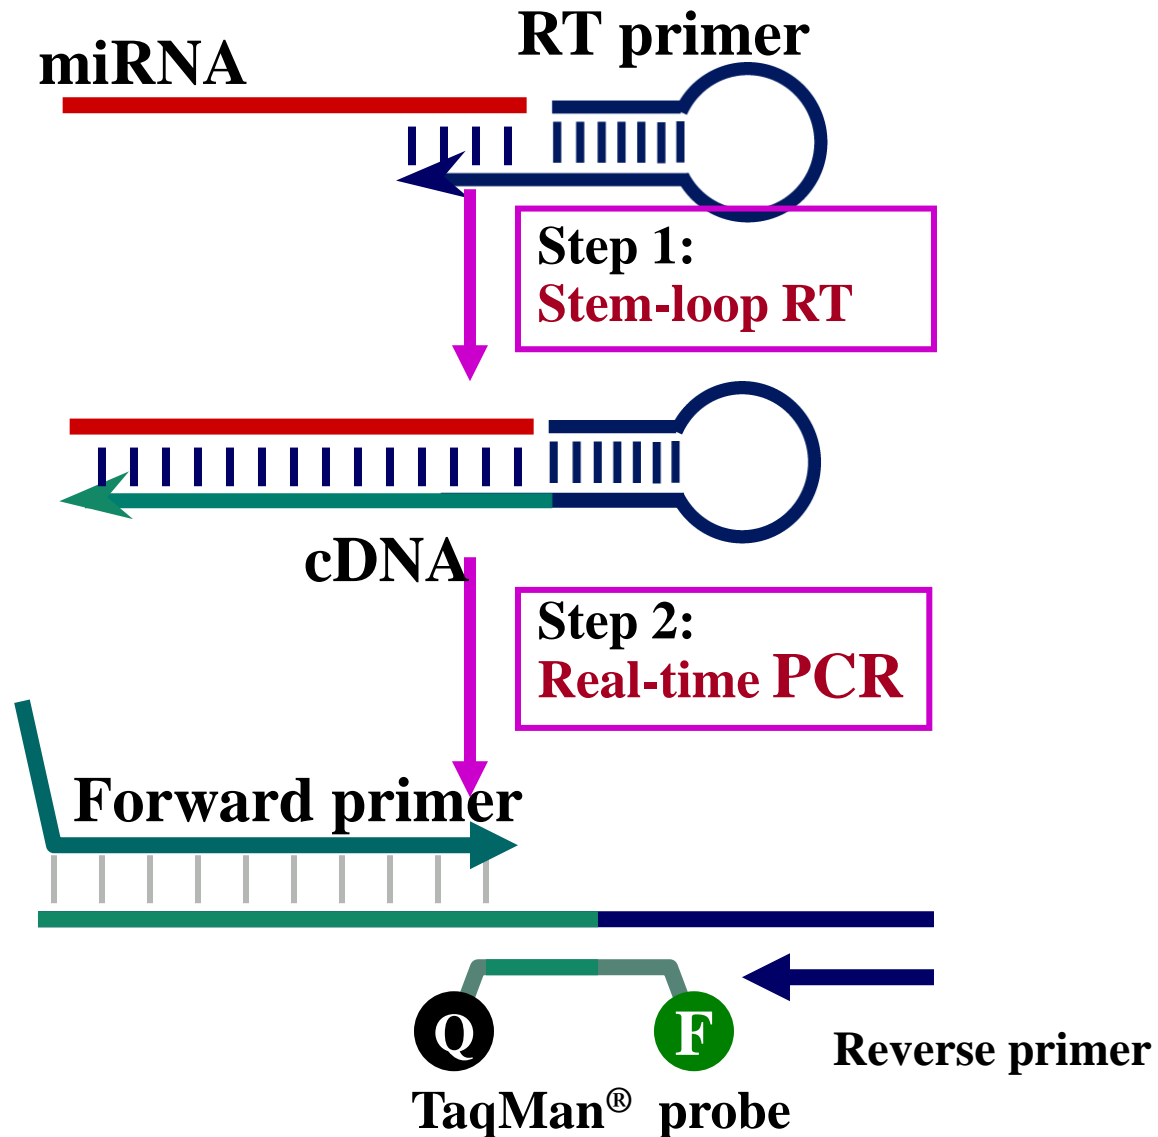 RT primer
miRNA
Step 1:
Stem-loop RT
cDNA
Step 2:
Real-time PCR
Forward primer
Q
F
Reverse primer
TaqMan® probe